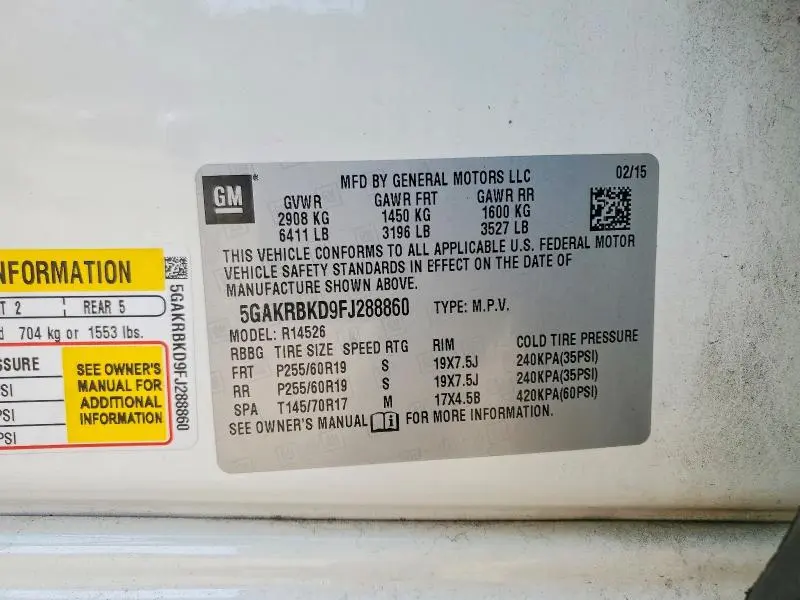 GM
MFD BY GENERAL MOTORS LLC 02/15
GVWR GAWR FRT GAWR RR
2908 KG 1450 KG 1600 KG
6411 LB 3196 LB 3527 LB
THIS VEHICLE CONFORMS TO ALL APPLICABLE U.S. FEDERAL MOTOR
VEHICLE SAFETY STANDARDS IN EFFECT ON THE DATE OF
MANUFACTURE SHOWN ABOVE.
5GAKRBKD9FJ288860 TYPE: M.P.V.
MODEL: R14526
RBBG TIRE SIZE SPEED RTG RIM COLD TIRE PRESSURE
FRT P255/60R19 S 19X7.5J 240KPA(35PSI)
RR P255/60R19 S 19X7.5J 240KPA(35PSI)
SPA T145/70R17 M 17X4.5B 420KPA(60PSI)
SEE OWNER'S MANUAL FOR MORE INFORMATION.
NFORMATION
T 2 REAR 5
d 704 kg or 1553 lbs.
SSURE
PSI
PSI
PSI
SEE OWNER'S
MANUAL FOR
ADDITIONAL
INFORMATION
5GAKRBKD9FJ288860